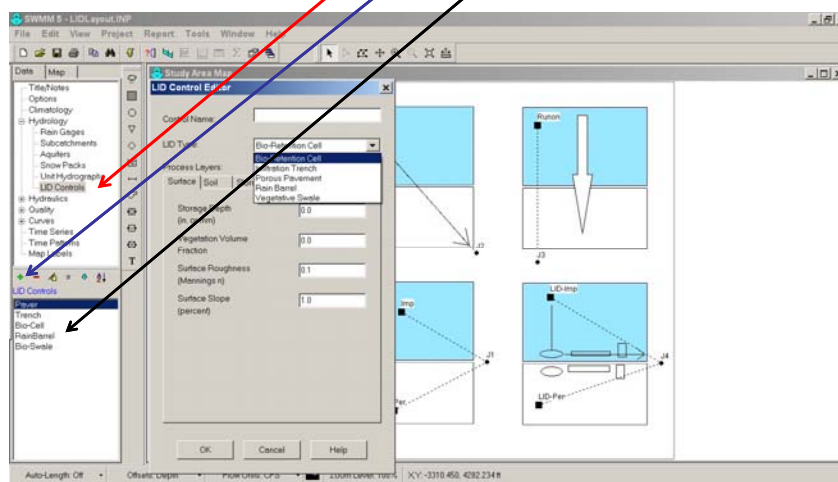 SWMM 5 - LIDLayout.INP
File Edit View Project Report Tools Window Help
Data Map
Title/Notes
Options
Climatology
Hydrology
Rain Gages
Subcatchments
Aquifers
Snow Packs
Unit Hydrographs
LID Controls
Hydraulics
Quality
Curves
Time Series
Time Patterns
Map Labels
LID Controls
Paver
Trench
Bio-Cell
RainBarrel
Bio-Swale
T
Study Area Map
LID Control Editor
Control Name:
LID Type:
Bio-Retention Cell
Bio-Retention Cell
Infiltration Trench
Porous Pavement
Rain Barrel
Vegetative Swale
Process Layers:
Surface Soil
Storage Depth
(in. or mm)
0.0
Vegetation Volume
Fraction
0.0
Surface Roughness
(Mannings n)
0.1
Surface Slope
(percent)
1.0
OK Cancel Help
J2
Runon
J3
Imp
J1
Per
LID-Imp
J4
LID-Per
Auto-Length: Off Offsets: Depth Flow Units: CFS Zoom Level: 100% X,Y: -3310.450, 4282.234 ft